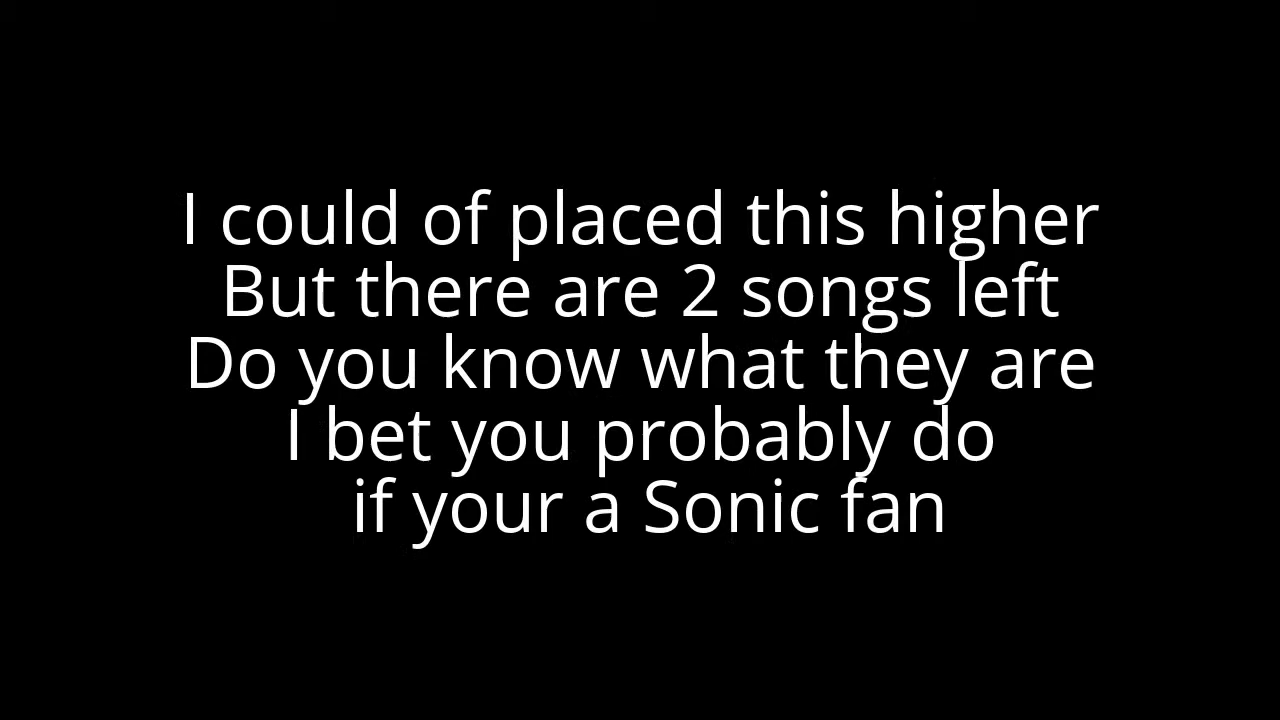 I could of placed this higher
But there are 2 songs left
Do you know what they are
I bet you probably do
if your a Sonic fan